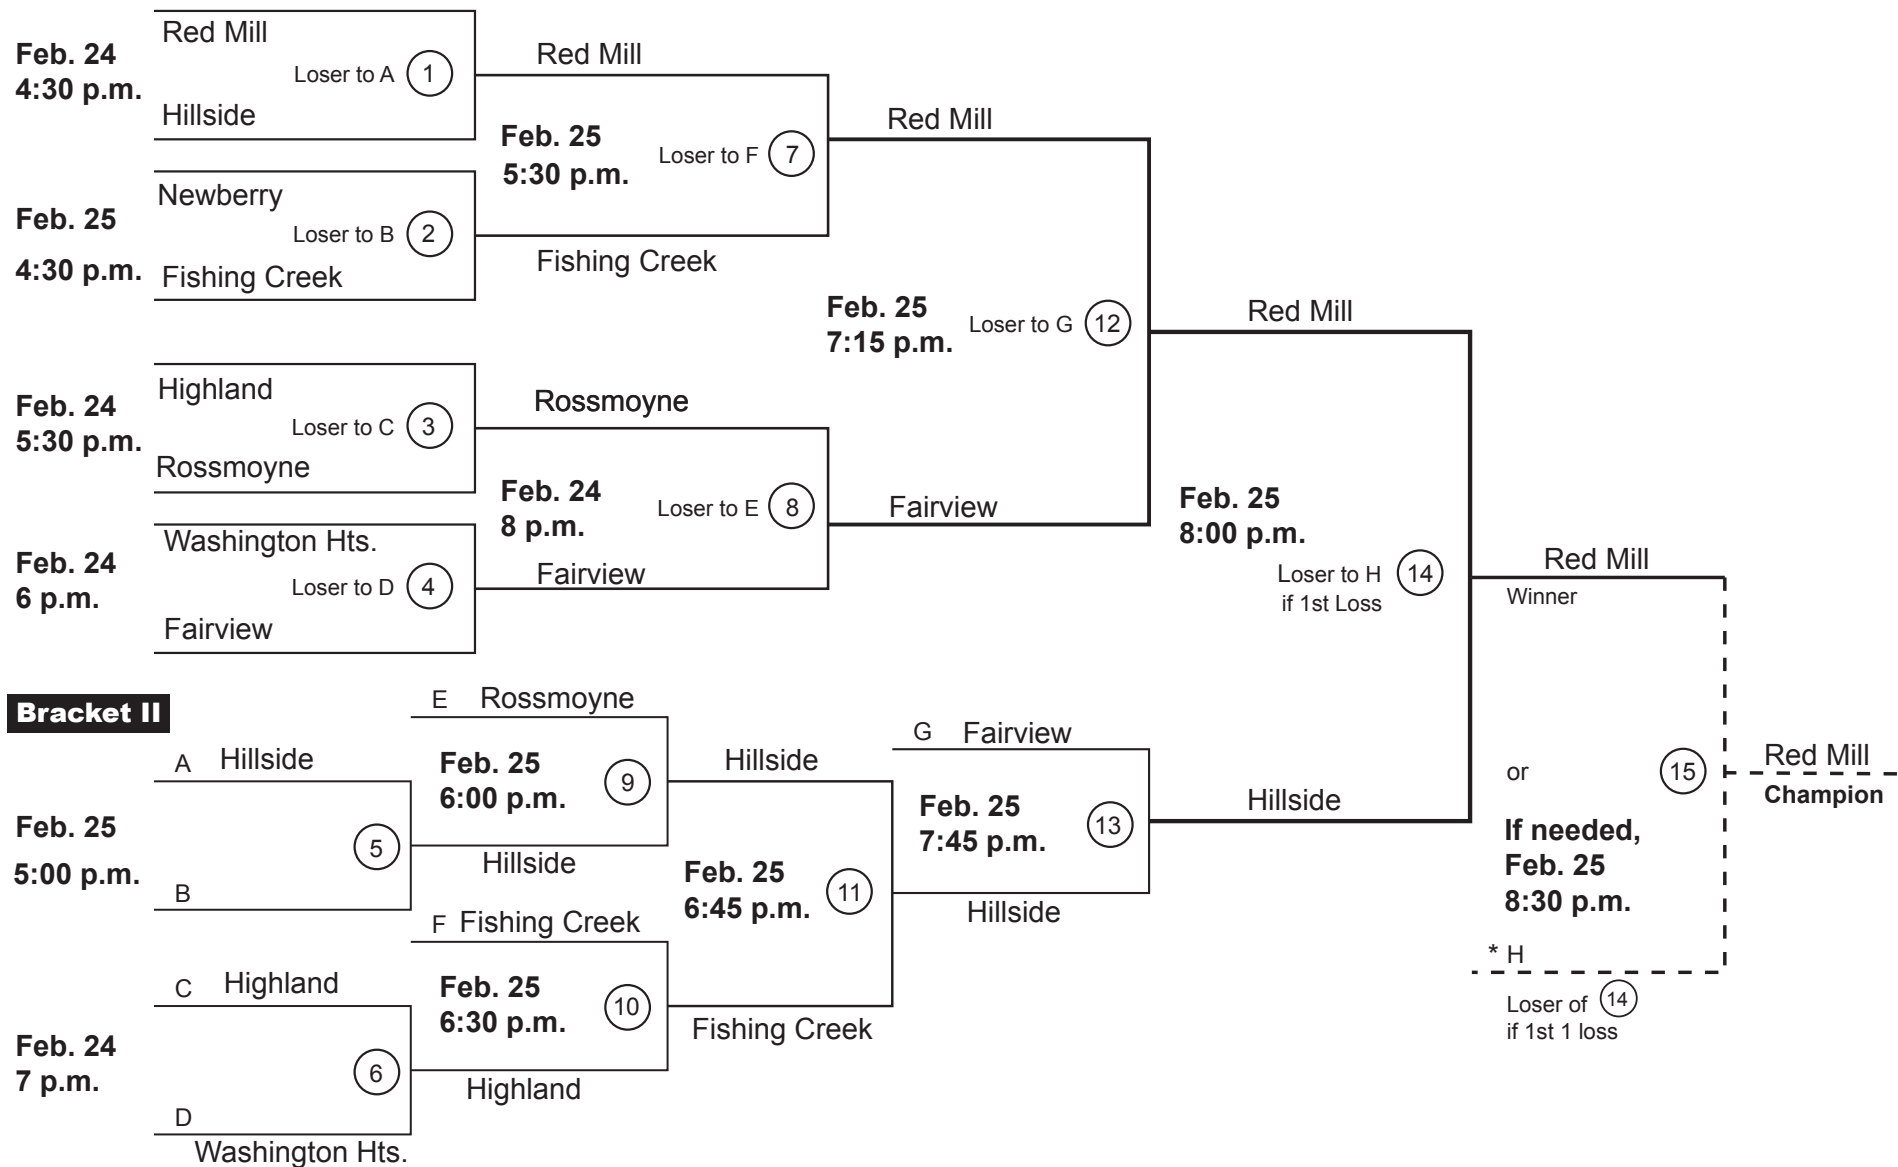 Feb. 24
4:30 p.m.
Red Mill
Loser to A 1
Hillside
Feb. 25
4:30 p.m.
Newberry
Loser to B 2
Fishing Creek
Feb. 24
5:30 p.m.
Highland
Loser to C 3
Rossmoyne
Feb. 24
6 p.m.
Washington Hts.
Loser to D 4
Fairview
Red Mill
Feb. 25
5:30 p.m.
Loser to F 7
Fishing Creek
Rossmoyne
Feb. 24
8 p.m.
Loser to E 8
Fairview
Red Mill
Feb. 25
7:15 p.m.
Loser to G 12
Fairview
Red Mill
Feb. 25
8:00 p.m.
Loser to H 14
if 1st Loss
Red Mill
Winner
or
15
If needed,
Feb. 25
8:30 p.m.
* H
Loser of 14
if 1st 1 loss
Red Mill
Champion
Bracket II
A Hillside
Feb. 25
5:00 p.m.
5
B
C Highland
Feb. 24
7 p.m.
6
D
Washington Hts.
E Rossmoyne
Feb. 25
6:00 p.m.
9
Hillside
F Fishing Creek
Feb. 25
6:30 p.m.
10
Highland
Hillside
Feb. 25
6:45 p.m.
11
Fishing Creek
G Fairview
Feb. 25
7:45 p.m.
13
Hillside
Hillside